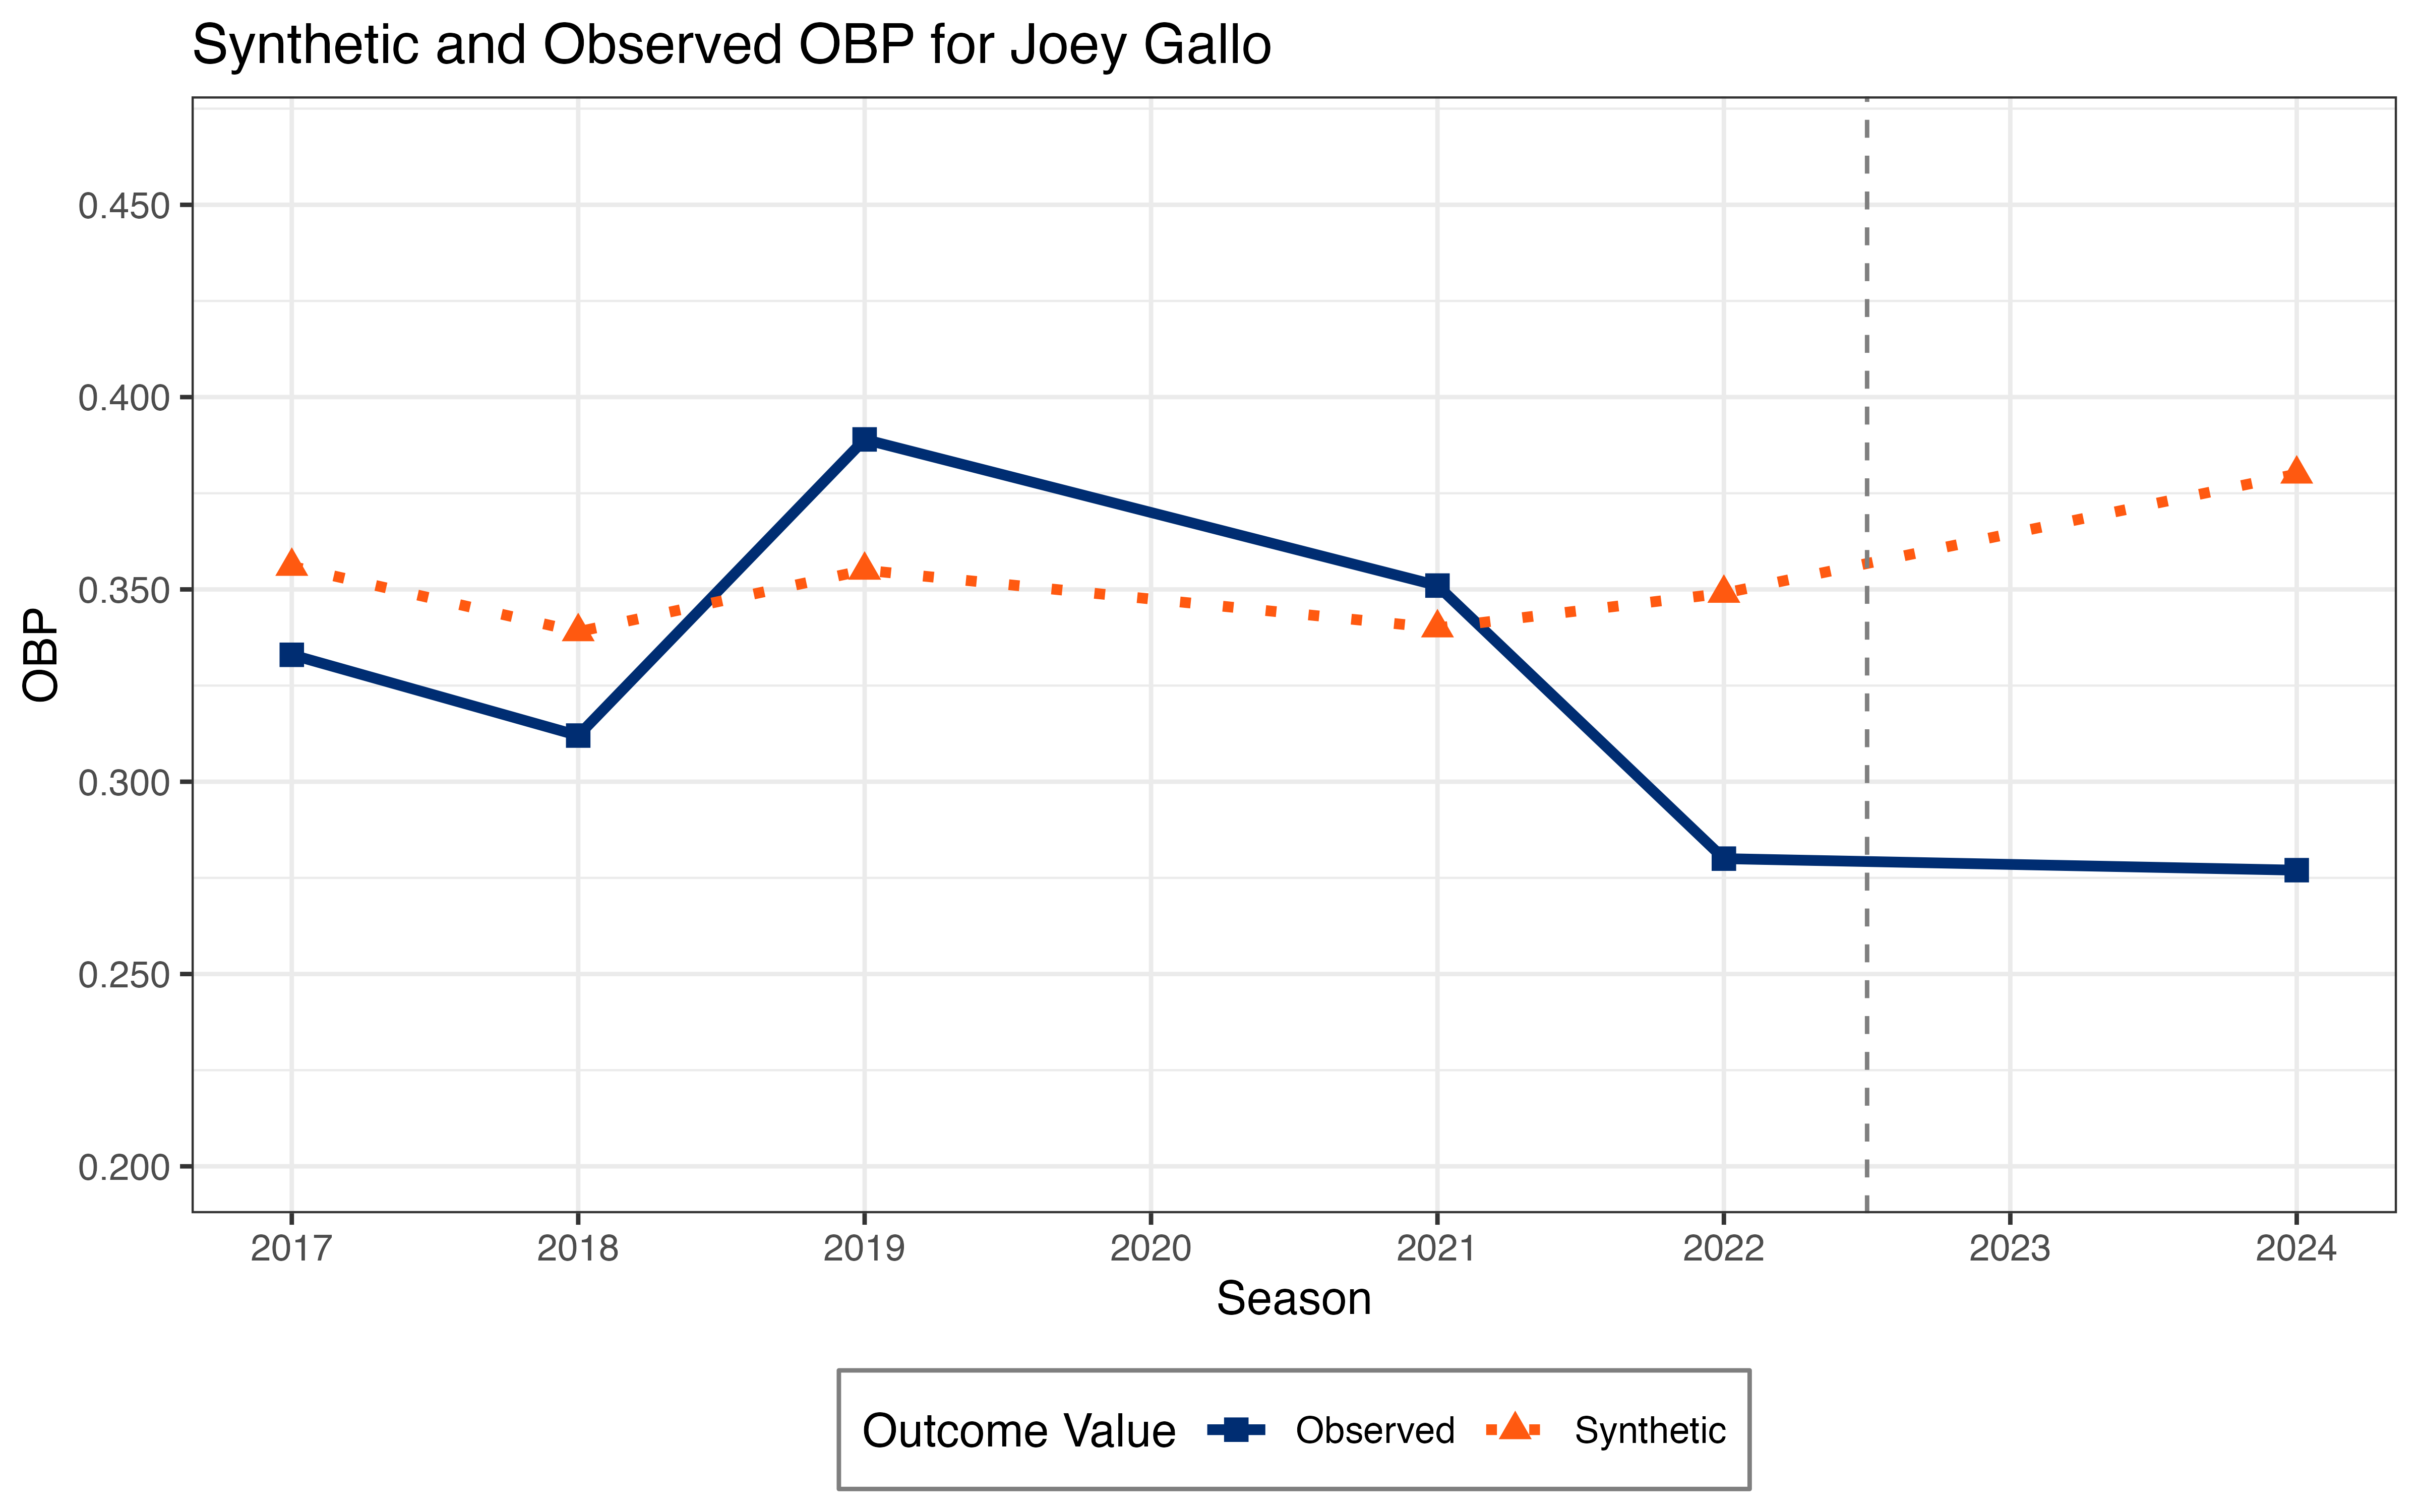 Synthetic and Observed OBP for Joey Gallo
OBP
0.450
0.400
0.350
0.300
0.250
0.200
2017 2018 2019 2020 2021 2022 2023 2024
Season
Outcome Value Observed Synthetic